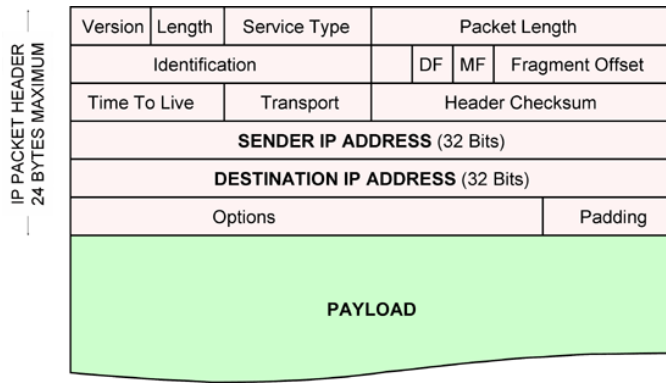 IP PACKET HEADER
24 BYTES MAXIMUM
Version Length Service Type Packet Length
Identification DF MF Fragment Offset
Time To Live Transport Header Checksum
SENDER IP ADDRESS (32 Bits)
DESTINATION IP ADDRESS (32 Bits)
Options Padding
PAYLOAD